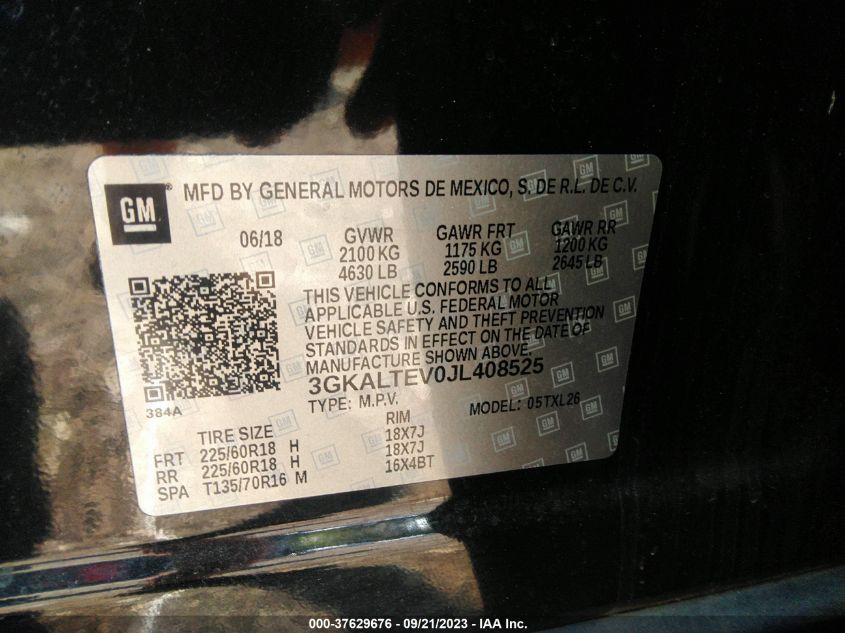 GM
MFD BY GENERAL MOTORS DE MEXICO, S. DE R.L. DE C.V.
06/18 GVWR GAWR FRT GAWR RR
2100 KG 1175 KG 1200 KG
4630 LB 2590 LB 2645 LB
THIS VEHICLE CONFORMS TO ALL
APPLICABLE U.S. FEDERAL MOTOR
VEHICLE SAFETY AND THEFT PREVENTION
STANDARDS IN EFFECT ON THE DATE OF
MANUFACTURE SHOWN ABOVE.
3GKALTEV0JL408525
384A
TYPE: M.P.V. MODEL: 05TXL26
TIRE SIZE RIM
FRT 225/60R18 H 18X7J
RR 225/60R18 H 18X7J
SPA T135/70R16 M 16X4BT
000-37629676 - 09/21/2023 - IAA Inc.